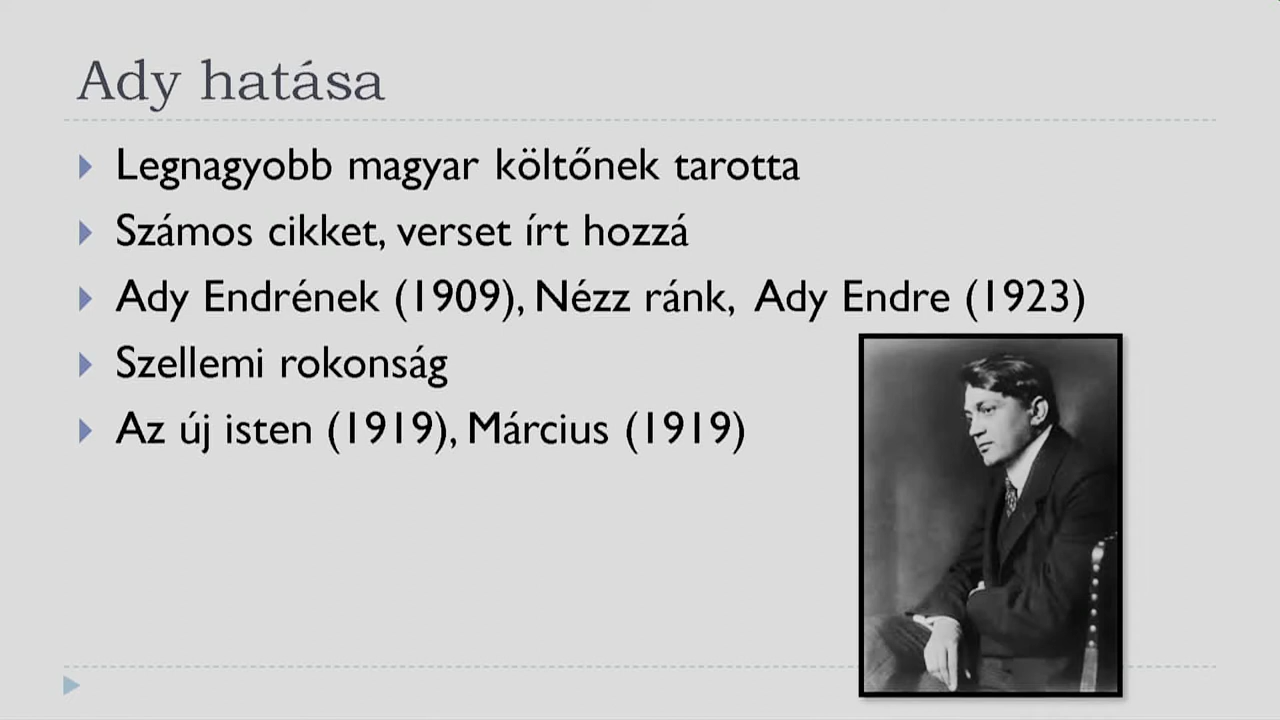 Ady hatása
Legnagyobb magyar költőnek tarotta
Számos cikket, verset írt hozzá
Ady Endrének (1909), Nézz ránk, Ady Endre (1923)
Szellemi rokonság
Az új isten (1919), Március (1919)